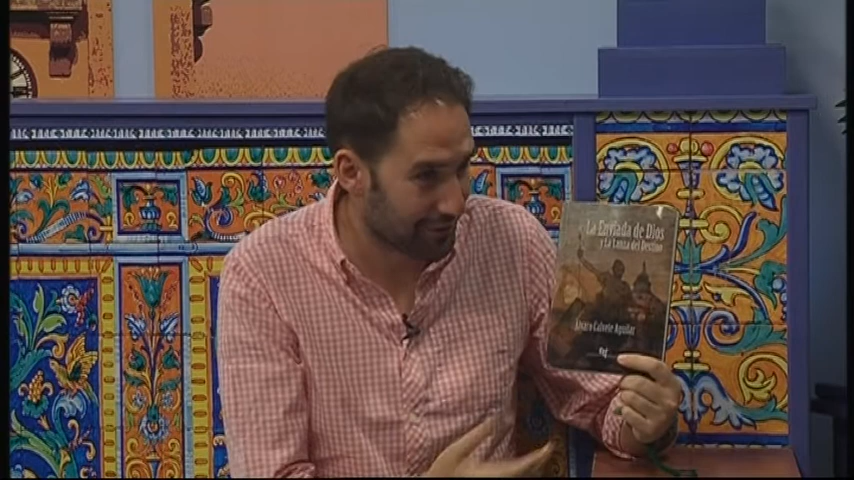 La Enviada de Dios
y La Lanza del Destino
Álvaro Calvete Aguilar